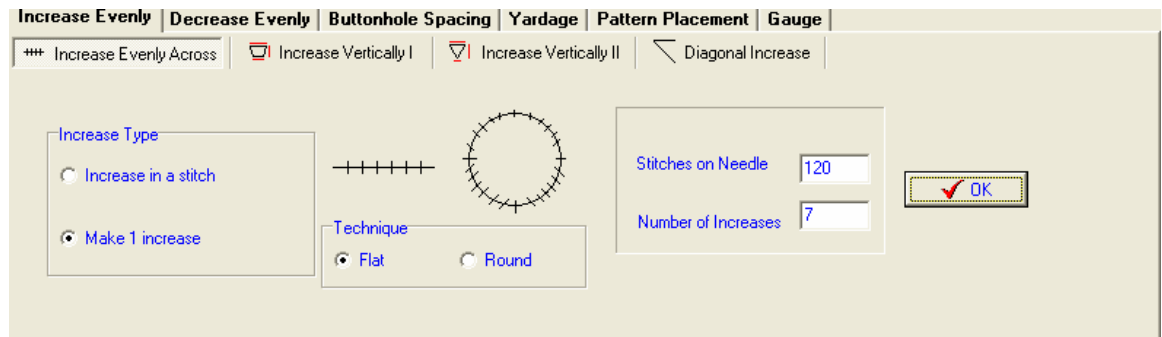 Increase Evenly Decrease Evenly Buttonhole Spacing Yardage Pattern Placement Gauge
Increase Evenly Across Increase Vertically I Increase Vertically II Diagonal Increase
Increase Type
Increase in a stitch
Make 1 increase
Technique
Flat Round
Stitches on Needle 120
Number of Increases 7
OK